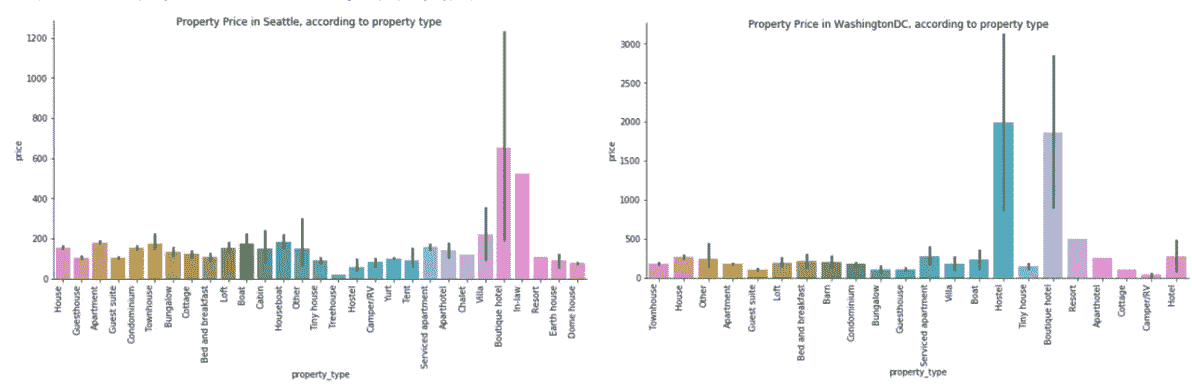 Property Price in Seattle, according to property type
1200
1000
800
600
400
200
0
price
House
Guesthouse
Apartment
Guest suite
Condominium
Townhouse
Bungalow
Cottage
Bed and breakfast
Loft
Boat
Cabin
Houseboat
Other
Tiny house
Treehouse
Hostel
Camper/RV
Yurt
Tent
Serviced apartment
Aparthotel
Chalet
Villa
Boutique hotel
In-law
Resort
Earth house
Dome house
property_type
Property Price in WashingtonDC, according to property type
3000
2500
2000
1500
1000
500
0
price
Townhouse
House
Other
Apartment
Guest suite
Loft
Bed and breakfast
Barn
Condominium
Bungalow
Guesthouse
Serviced apartment
Villa
Boat
Hostel
Tiny house
Boutique hotel
Resort
Aparthotel
Cottage
Camper/RV
Hotel
property_type